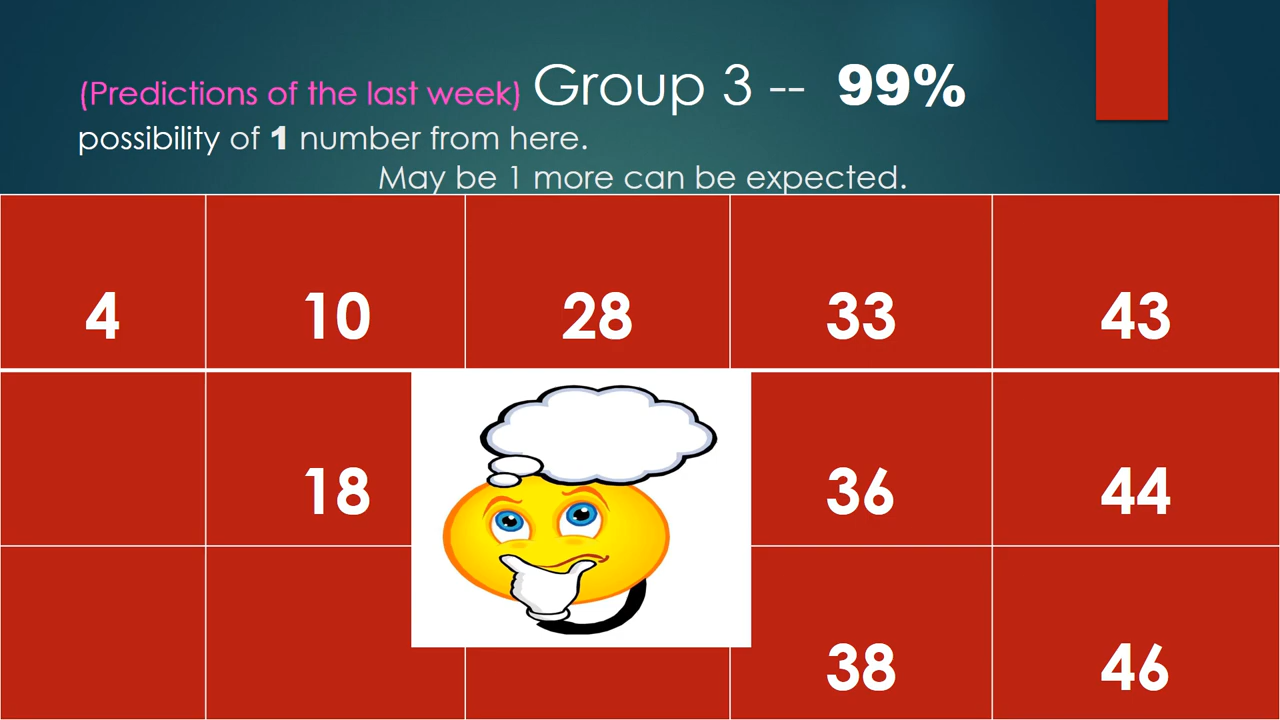 (Predictions of the last week) Group 3 -- 99%
possibility of 1 number from here.
May be 1 more can be expected.
4 10 28 33 43
18 36 44
38 46